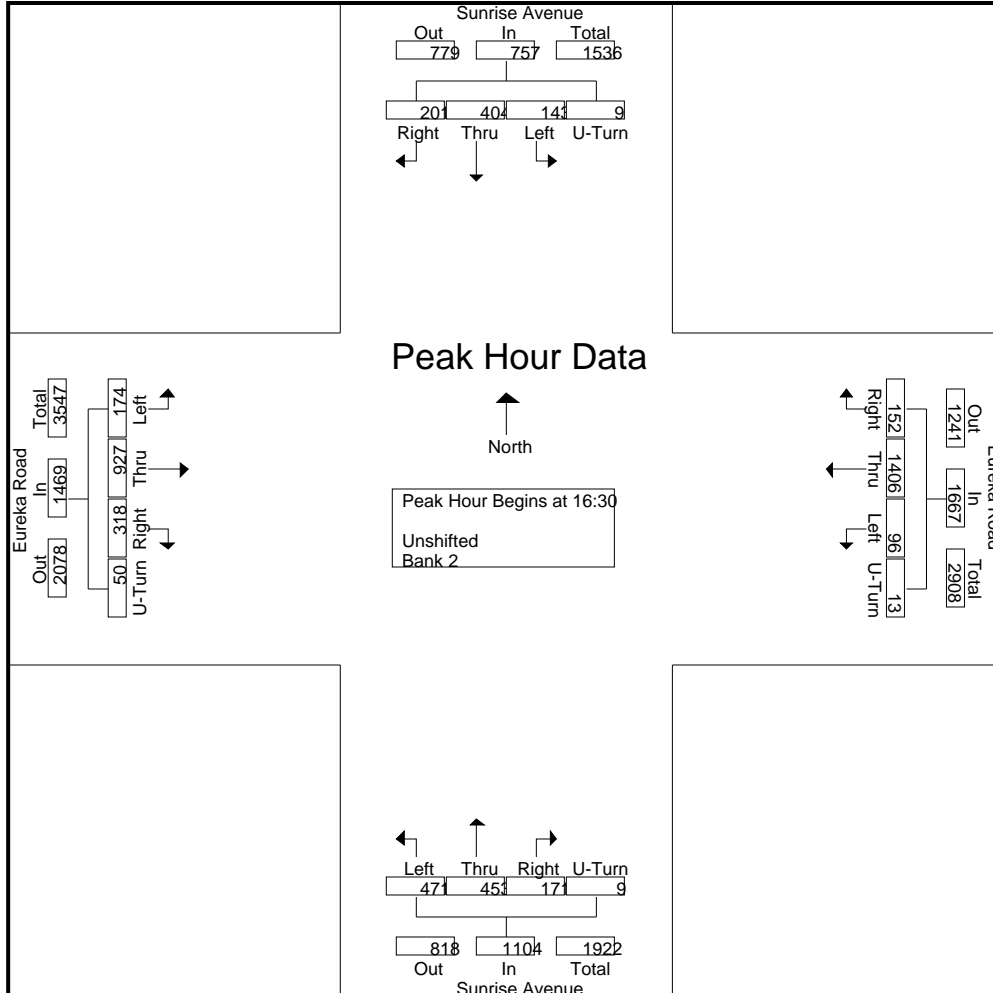 Sunrise Avenue
Out In Total
779 757 1536
201 404 143 9
Right Thru Left U-Turn
Peak Hour Data
North
Peak Hour Begins at 16:30
Unshifted
Bank 2
Eureka Road
Out In Total
2078 1469 3547
50 318 927 174
U-Turn Right Thru Left
Eureka Road
Out In Total
1241 1667 2908
152 1406 96 13
Right Thru Left U-Turn
Left Thru Right U-Turn
471 453 171 9
818 1104 1922
Out In Total
Sunrise Avenue